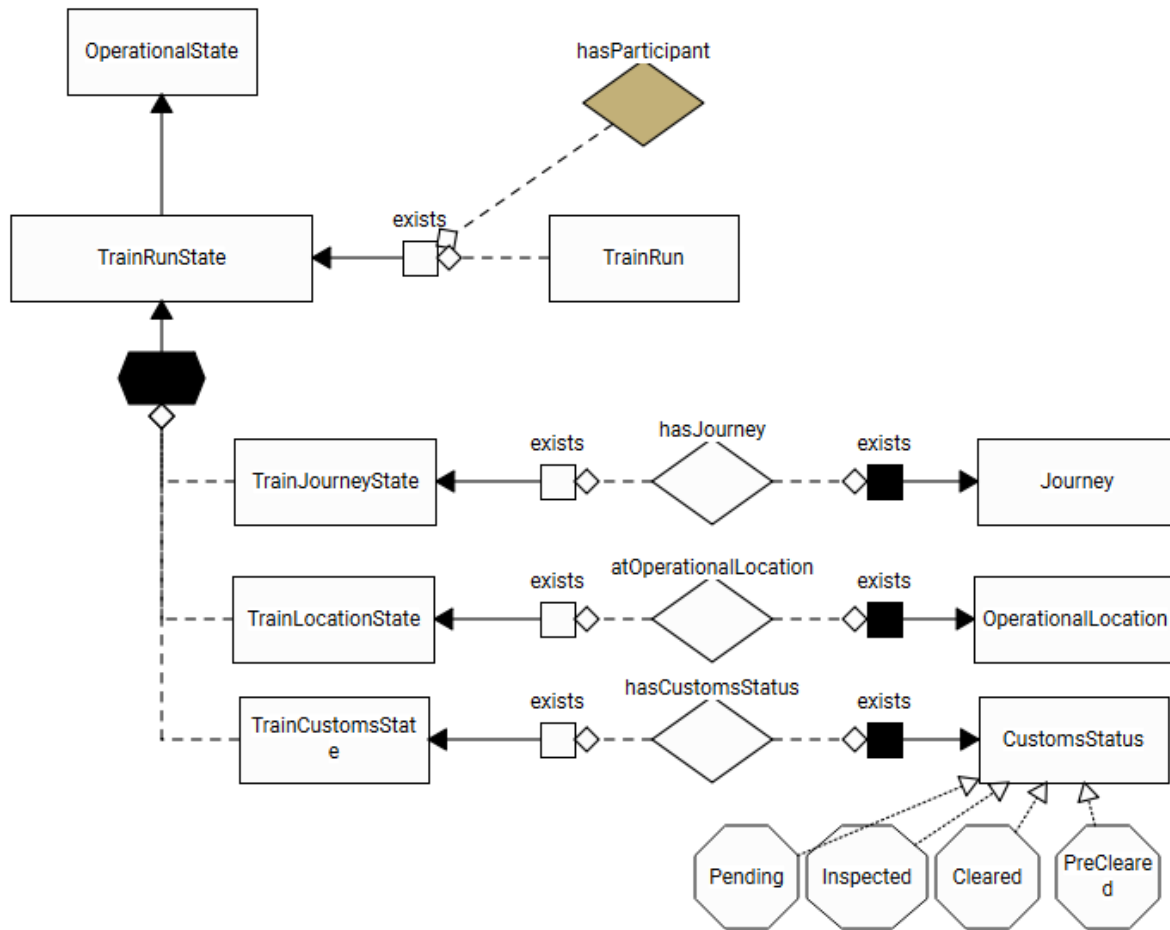 OperationalState
hasParticipant
exists
TrainRunState
TrainRun
hasJourney
exists
exists
TrainJourneyState
Journey
atOperationalLocation
exists
exists
TrainLocationState
OperationalLocation
hasCustomsStatus
exists
exists
TrainCustomsStat
e
CustomsStatus
Pending
Inspected
Cleared
PreCleare
d